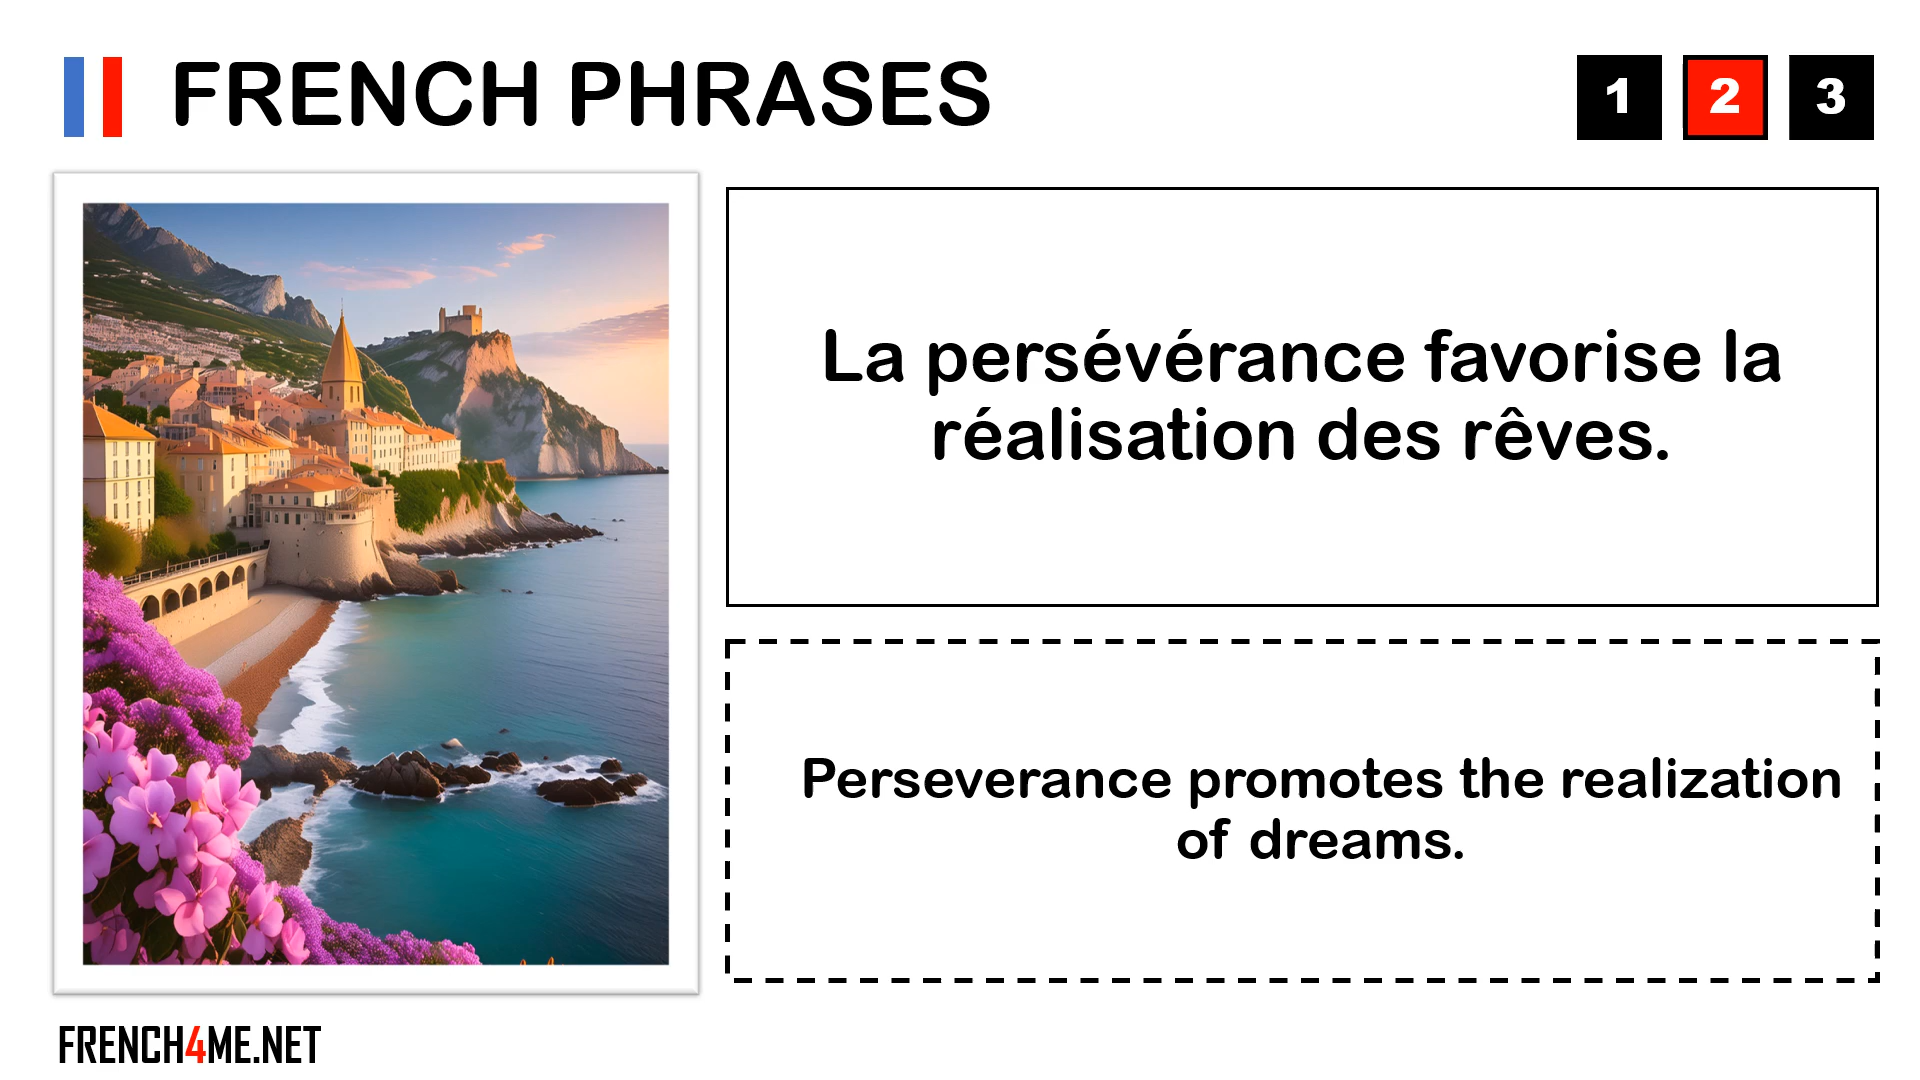 FRENCH PHRASES
1 2 3
La persévérance favorise la
réalisation des rêves.
Perseverance promotes the realization
of dreams.
FRENCH4ME.NET